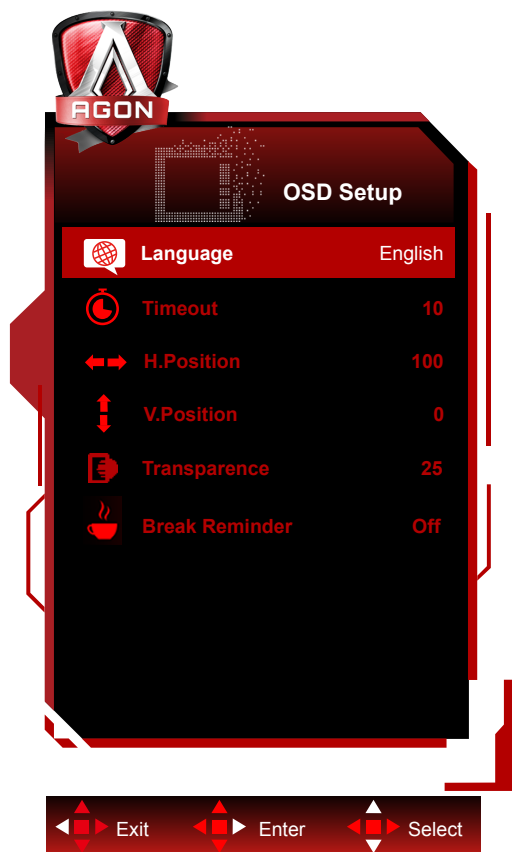 AGON
OSD Setup
Language English
Timeout 10
H.Position 100
V.Position 0
Transparence 25
Break Reminder Off
Exit Enter Select